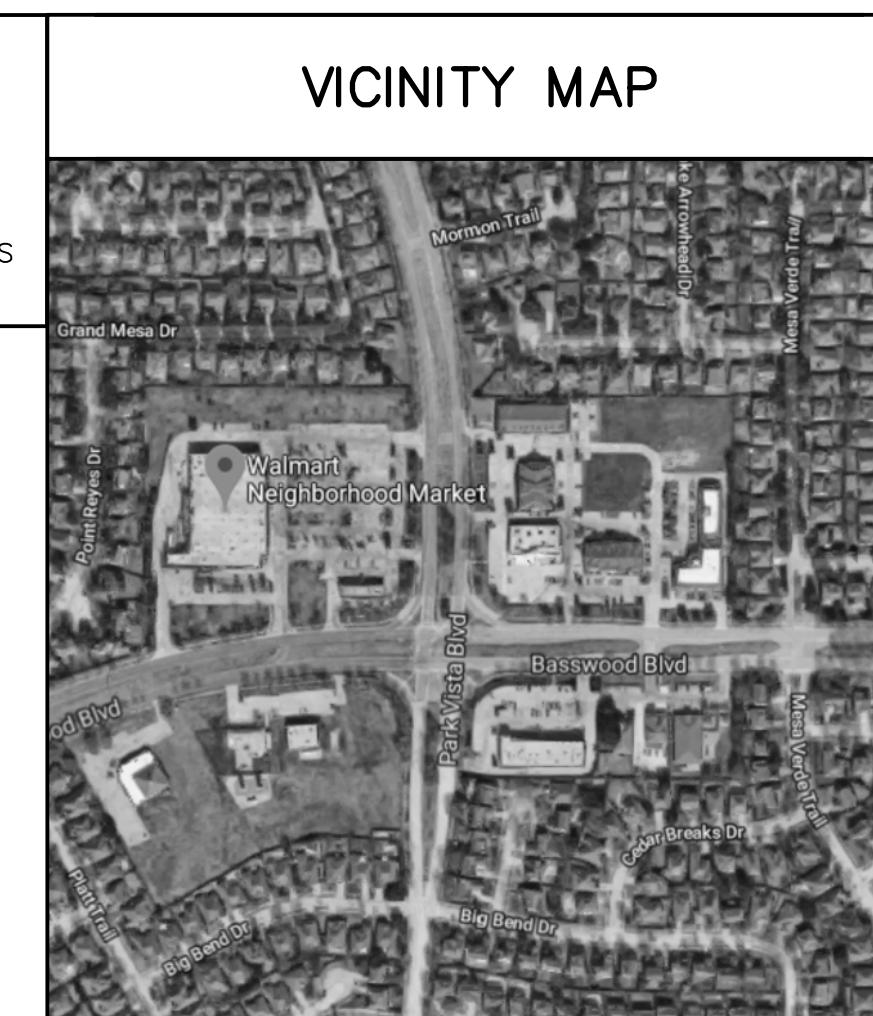 VICINITY MAP
S
Mormon Trail
ke Arrowhead Dr
Mesa Verde Trail
Grand Mesa Dr
Point Reyes Dr
Walmart
Neighborhood Market
Park Vista Blvd
Basswood Blvd
od Blvd
Mesa Verde Trail
Cedar Breaks Dr
Platt Trail
Big Bend Dr
Big Bend Dr